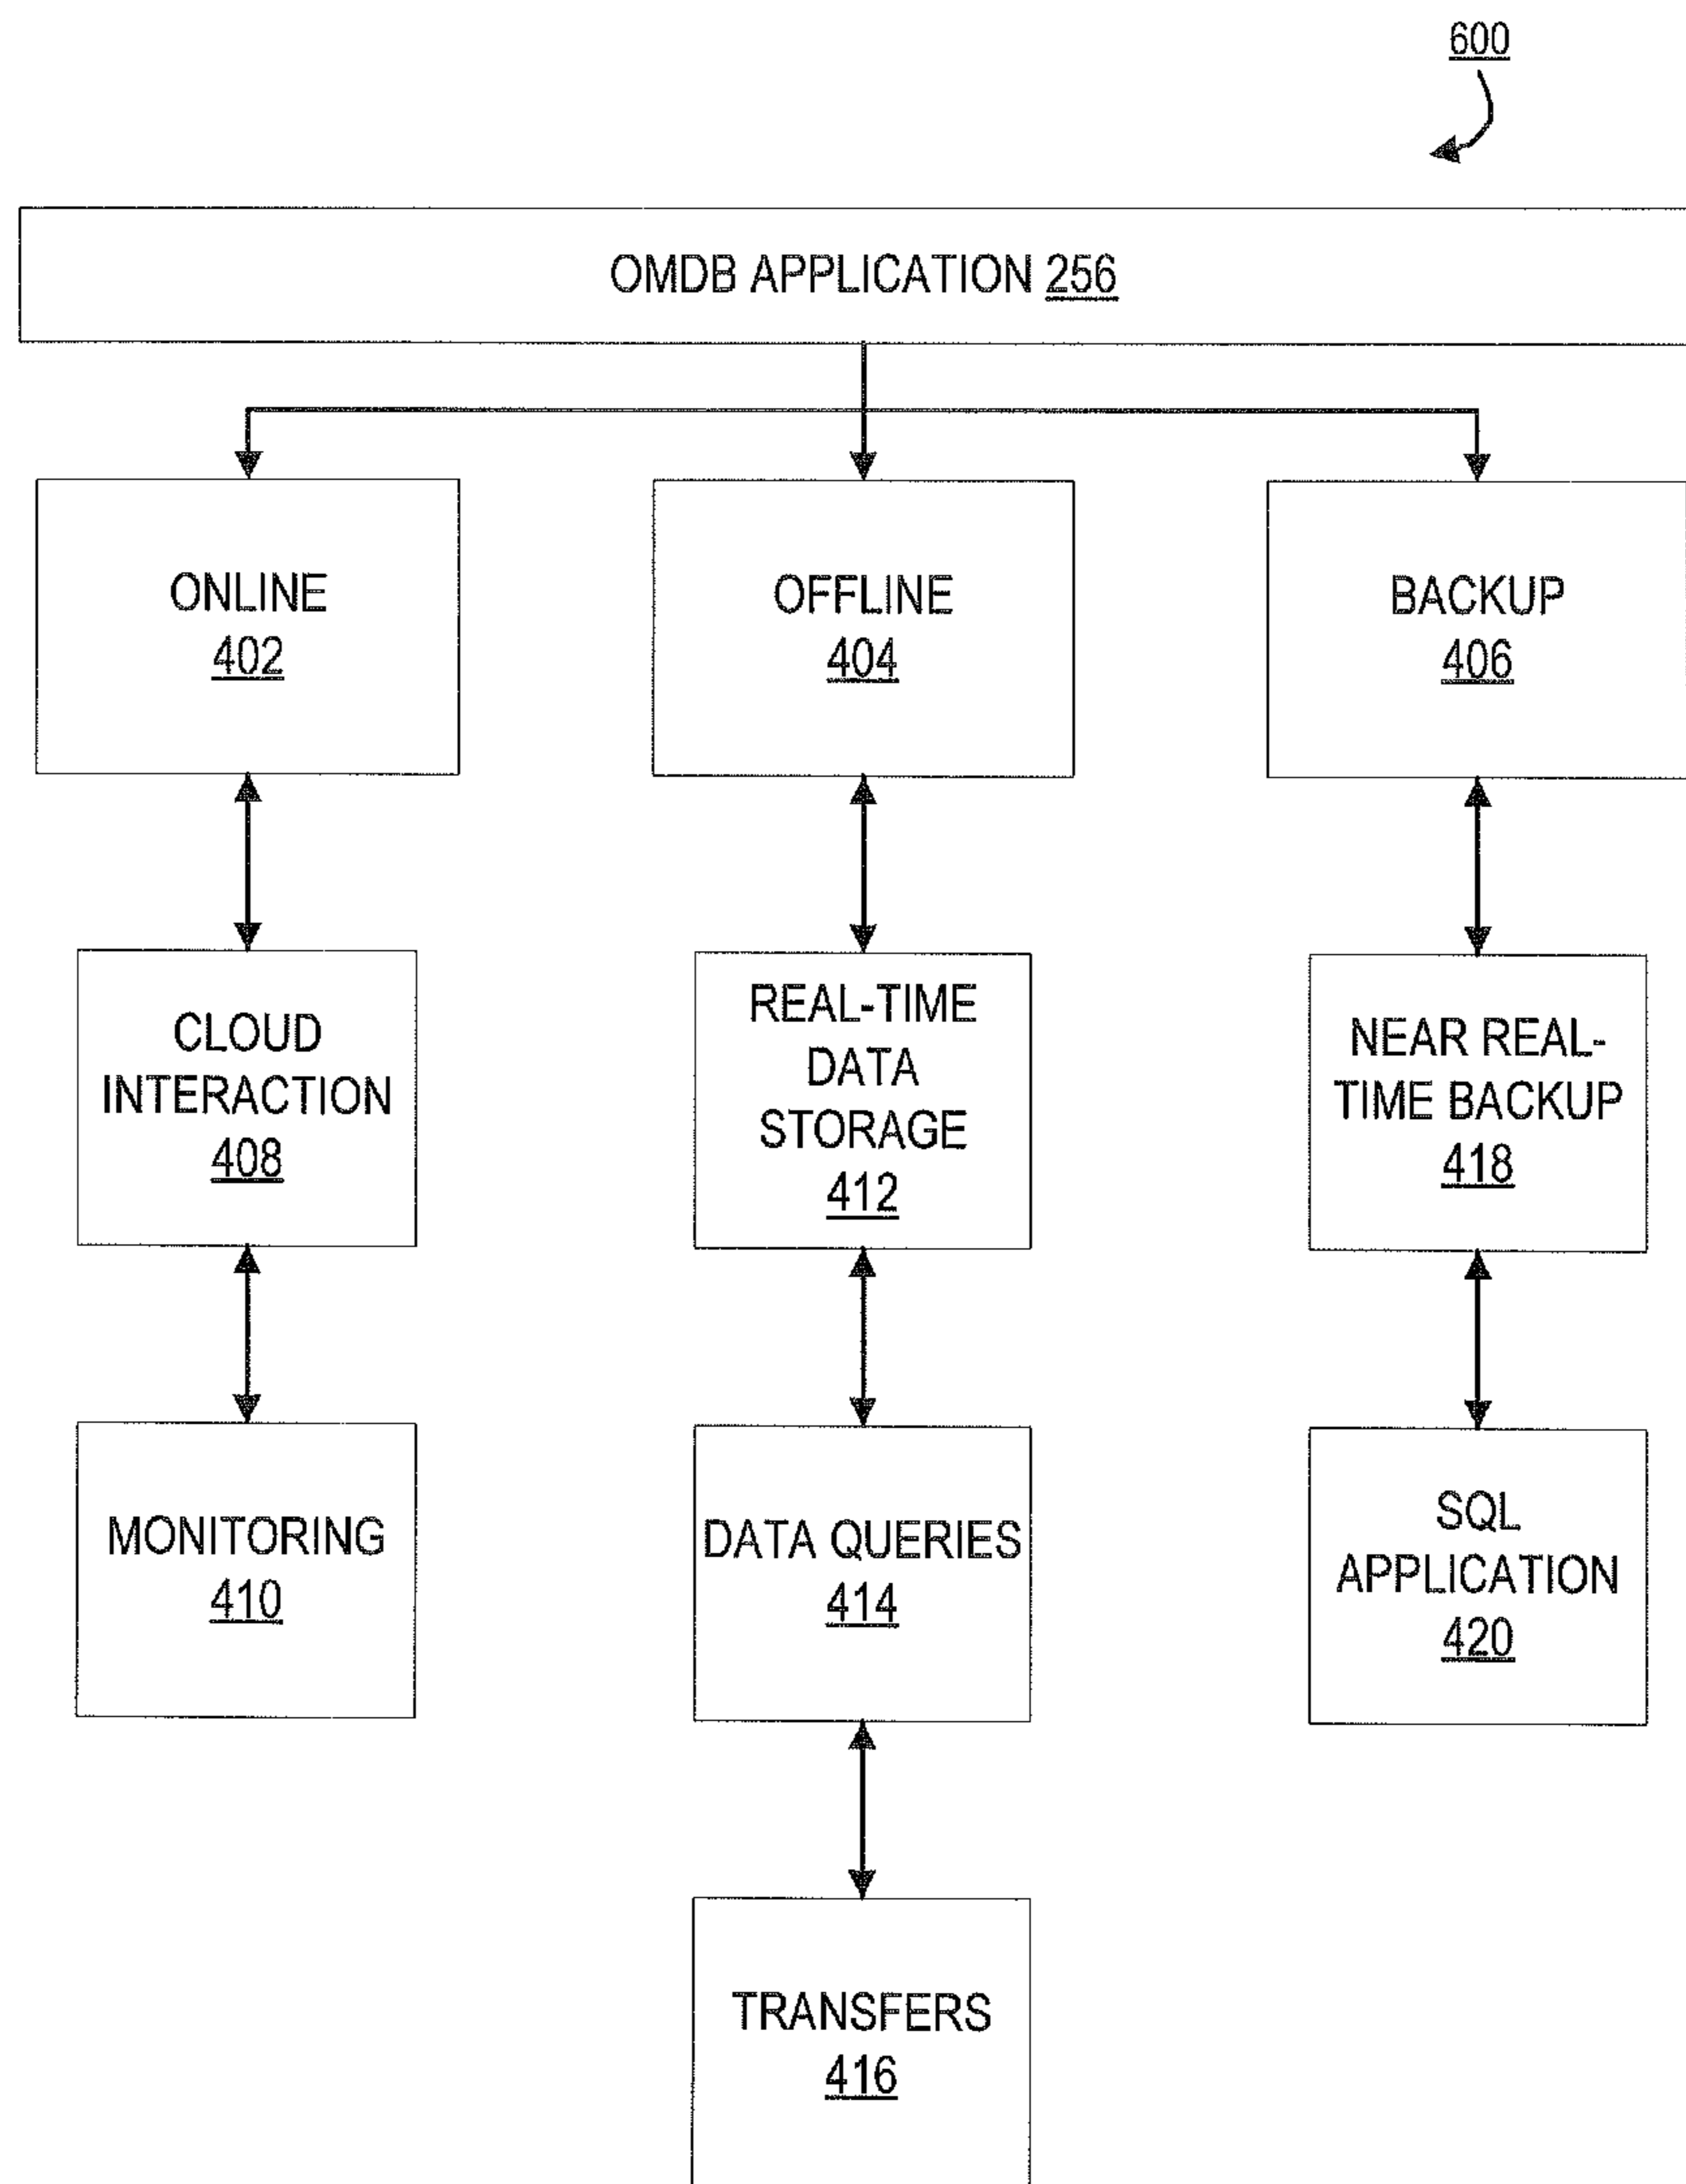 600
OMDB APPLICATION 256
ONLINE
402
OFFLINE
404
BACKUP
406
CLOUD
INTERACTION
408
REAL-TIME
DATA
STORAGE
412
NEAR REAL-
TIME BACKUP
418
MONITORING
410
DATA QUERIES
414
SQL
APPLICATION
420
TRANSFERS
416